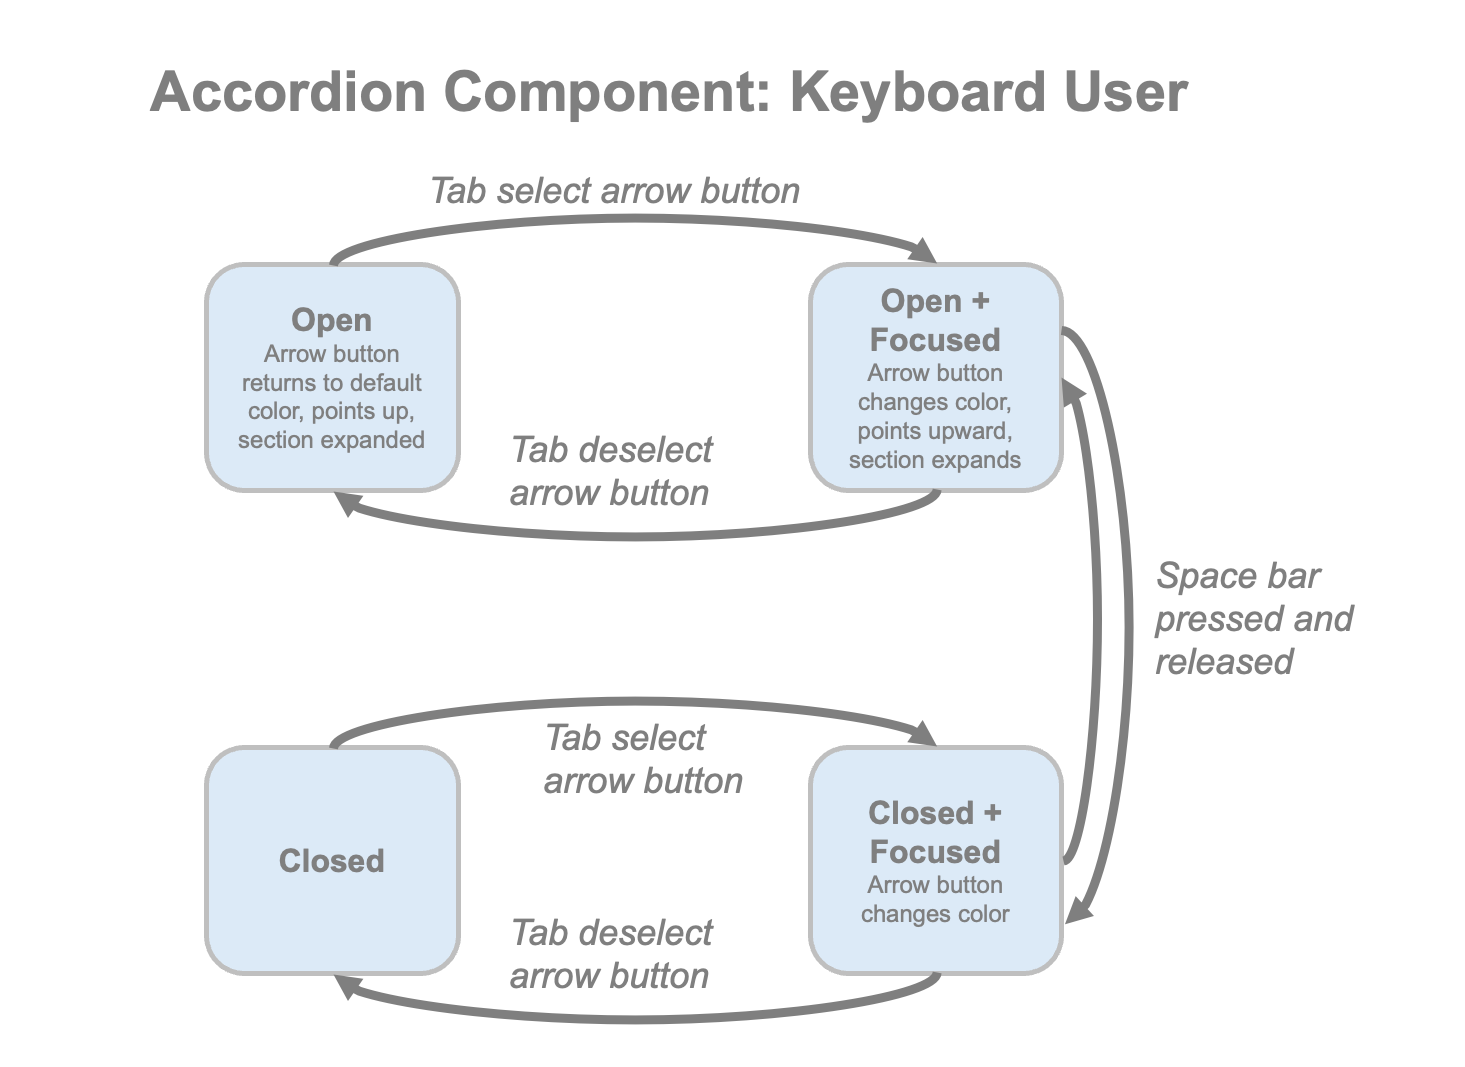 Accordion Component: Keyboard User
Tab select arrow button
Open
Arrow button
returns to default
color, points up,
section expanded
Open +
Focused
Arrow button
changes color,
points upward,
section expands
Tab deselect
arrow button
Space bar
pressed and
released
Tab select
arrow button
Closed
Closed +
Focused
Arrow button
changes color
Tab deselect
arrow button